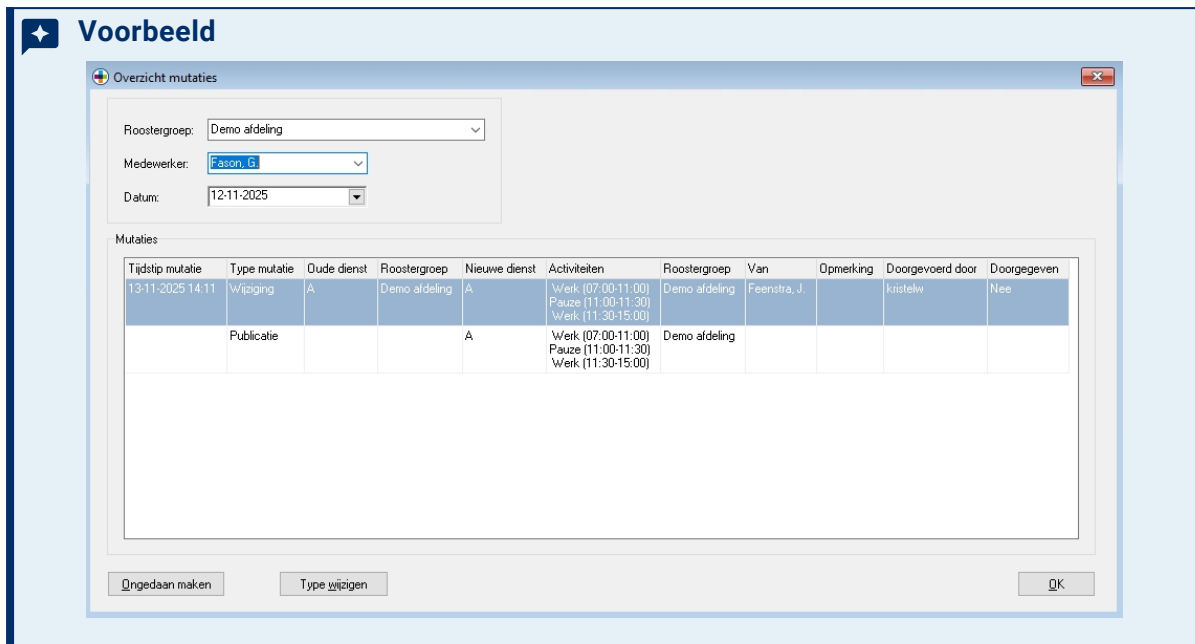 Voorbeeld
Overzicht mutaties
Roostergroep: Demo afdeling
Medewerker: Fason, G.
Datum: 12-11-2025
Mutaties
Tijdstip mutatie Type mutatie Oude dienst Roostergroep Nieuwe dienst Activiteiten Roostergroep Van Opmerking Doorgevoerd door Doorgegeven
13-11-2025 14:11 Wijziging A Demo afdeling A Werk (07:00-11:00) Demo afdeling Feenstra, J. kristelw Nee
Pauze (11:00-11:30)
Werk (11:30-15:00)
Publicatie A Werk (07:00-11:00) Demo afdeling
Pauze (11:00-11:30)
Werk (11:30-15:00)
Ongedaan maken Type wijzigen OK